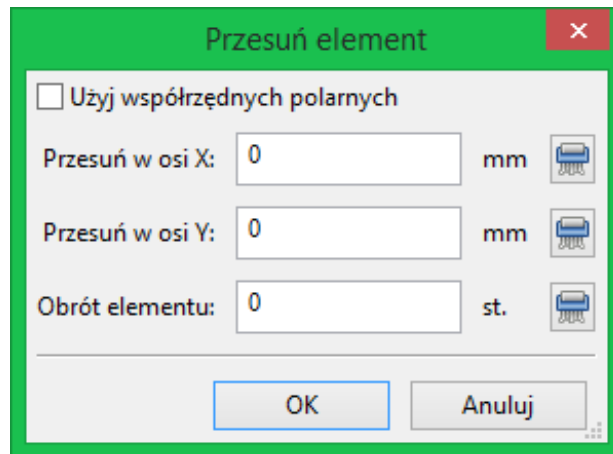 Przesuń element
Użyj współrzędnych polarnych
Przesuń w osi X: 0 mm
Przesuń w osi Y: 0 mm
Obrót elementu: 0 st.
OK Anuluj